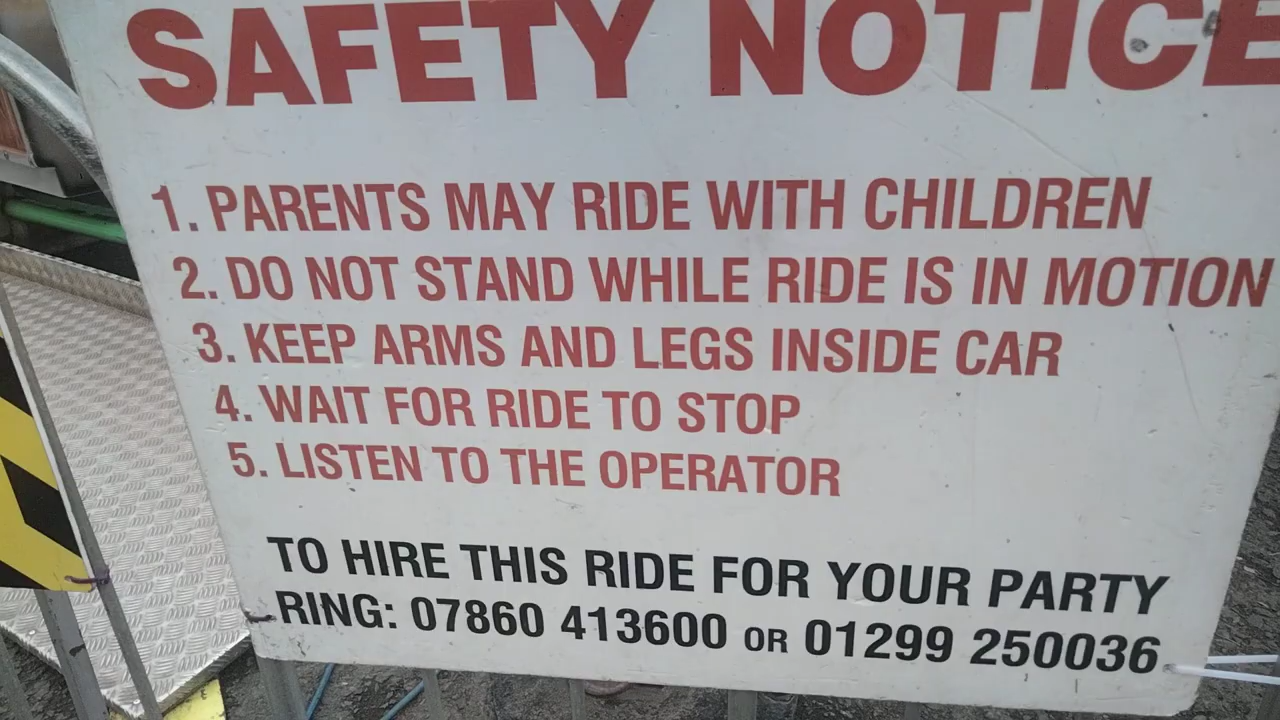 SAFETY NOTICE
1. PARENTS MAY RIDE WITH CHILDREN
2. DO NOT STAND WHILE RIDE IS IN MOTION
3. KEEP ARMS AND LEGS INSIDE CAR
4. WAIT FOR RIDE TO STOP
5. LISTEN TO THE OPERATOR
TO HIRE THIS RIDE FOR YOUR PARTY
RING: 07860 413600 OR 01299 250036